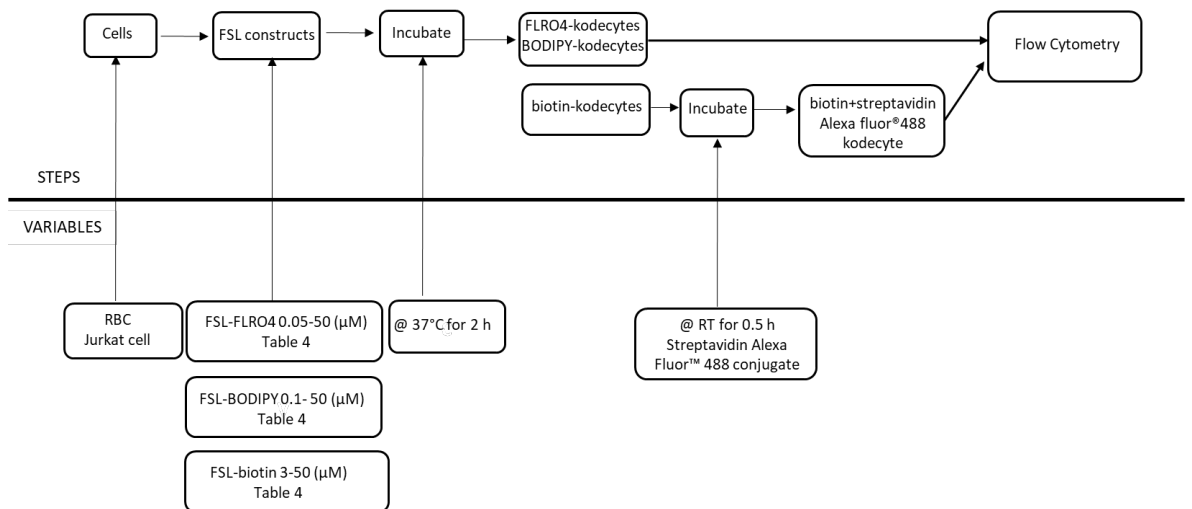 Cells
FSL constructs
Incubate
FLRO4-kodecytes
BODIPY-kodecytes
Flow Cytometry
biotin-kodecytes
Incubate
biotin+streptavidin
Alexa fluor®488
kodecyte
STEPS
VARIABLES
RBC
Jurkat cell
FSL-FLRO4 0.05-50 (µM)
Table 4
@ 37°C for 2 h
@ RT for 0.5 h
Streptavidin Alexa
Fluor™ 488 conjugate
FSL-BODIPY 0.1- 50 (µM)
Table 4
FSL-biotin 3-50 (µM)
Table 4